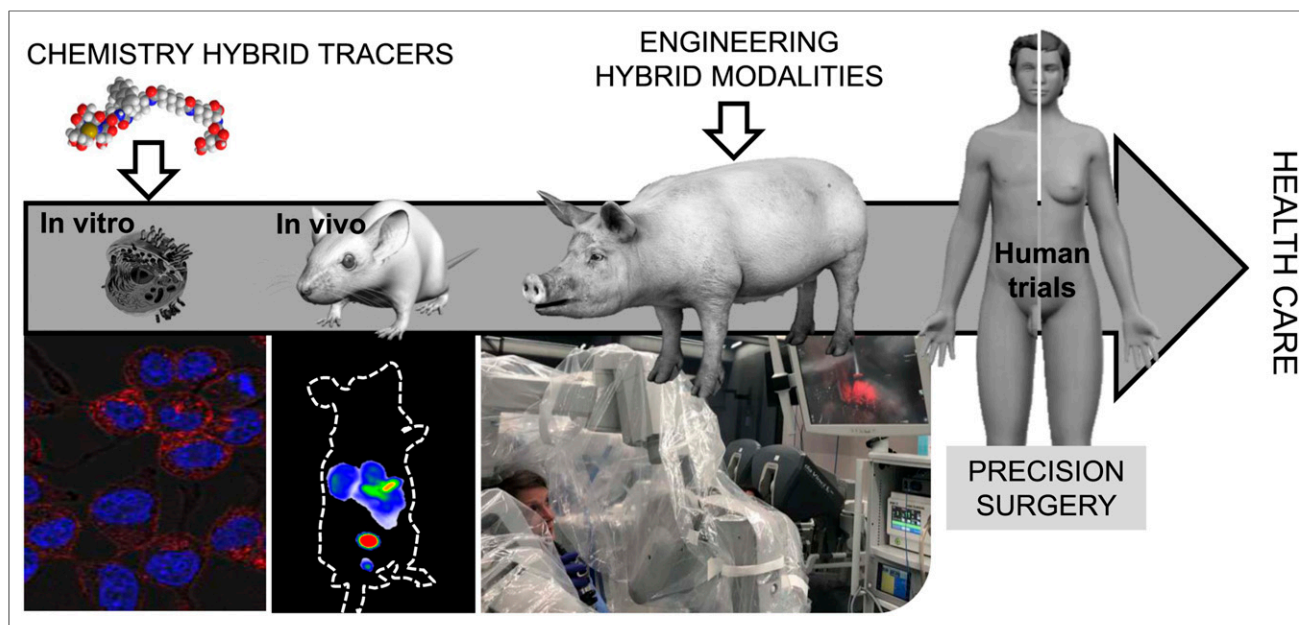 CHEMISTRY HYBRID TRACERS
ENGINEERING
HYBRID MODALITIES
In vitro
In vivo
Human
trials
HEALTH CARE
PRECISION
SURGERY